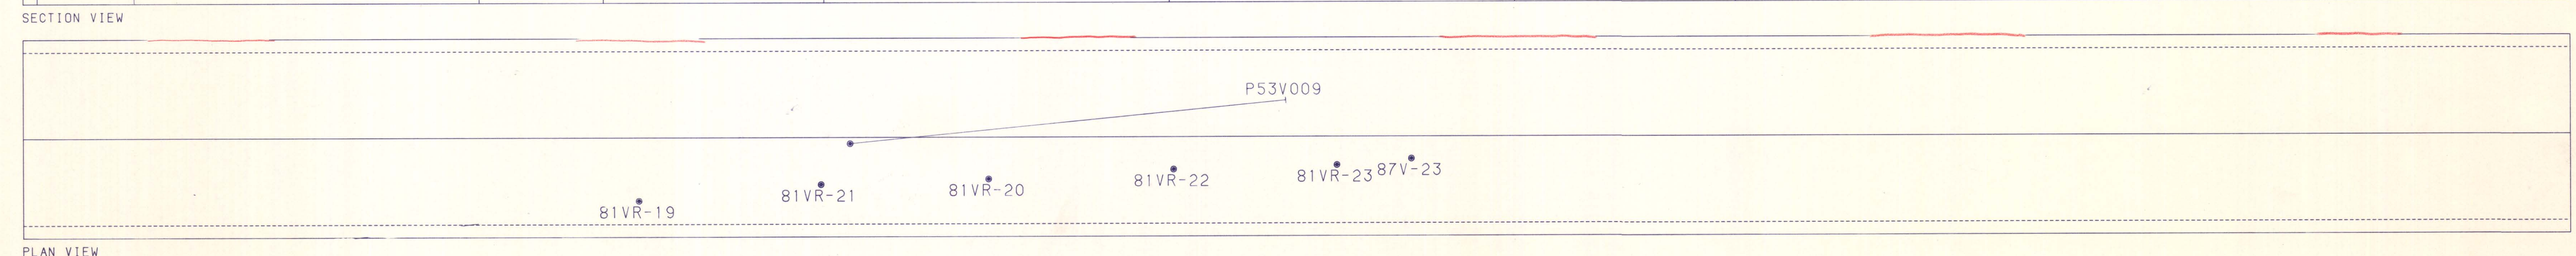 SECTION VIEW
P53V009
81VR-19
81VR-21
81VR-20
81VR-22
81VR-23
87V-23
PLAN VIEW